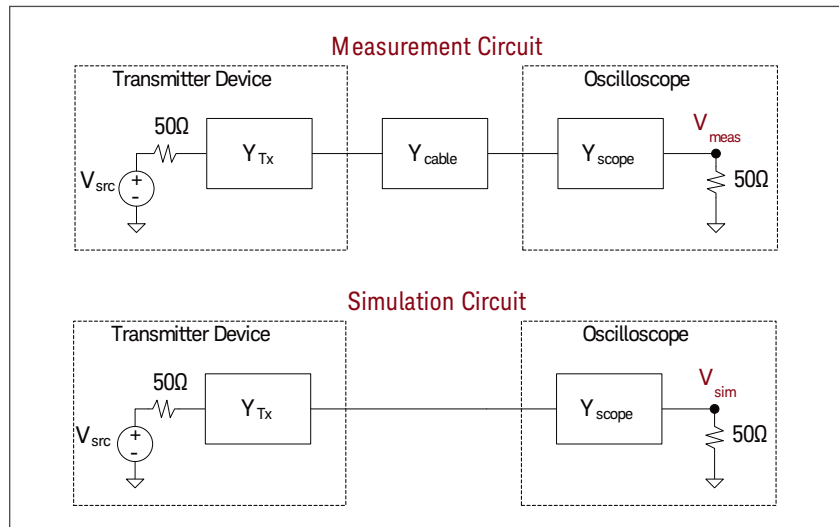 Measurement Circuit
Transmitter Device
Oscilloscope
50Ω
Y Tx
Y cable
Y scope
V meas
50Ω
V src
+
-
Simulation Circuit
Transmitter Device
Oscilloscope
50Ω
Y Tx
Y scope
V sim
50Ω
V src
+
-